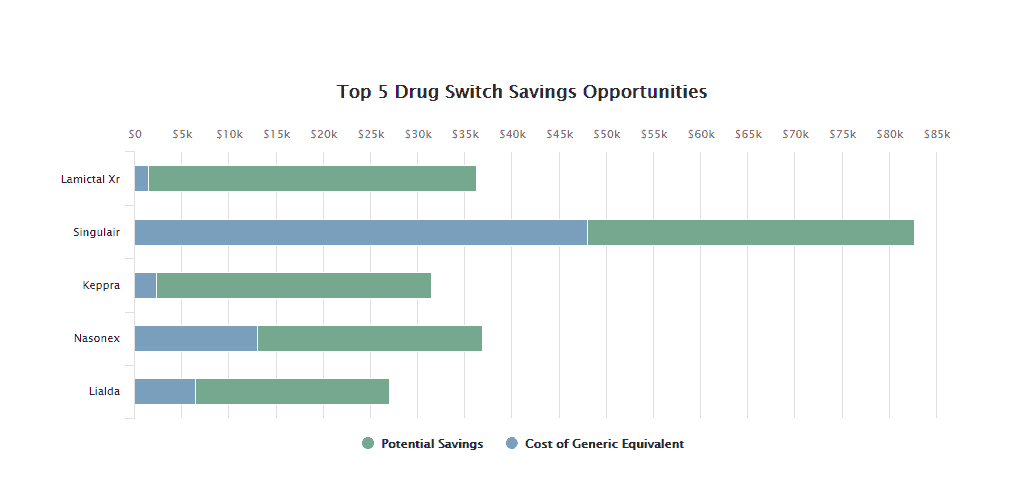 Top 5 Drug Switch Savings Opportunities
$0 $5k $10k $15k $20k $25k $30k $35k $40k $45k $50k $55k $60k $65k $70k $75k $80k $85k
Lamictal Xr
Singulair
Keppra
Nasonex
Lialda
Potential Savings Cost of Generic Equivalent